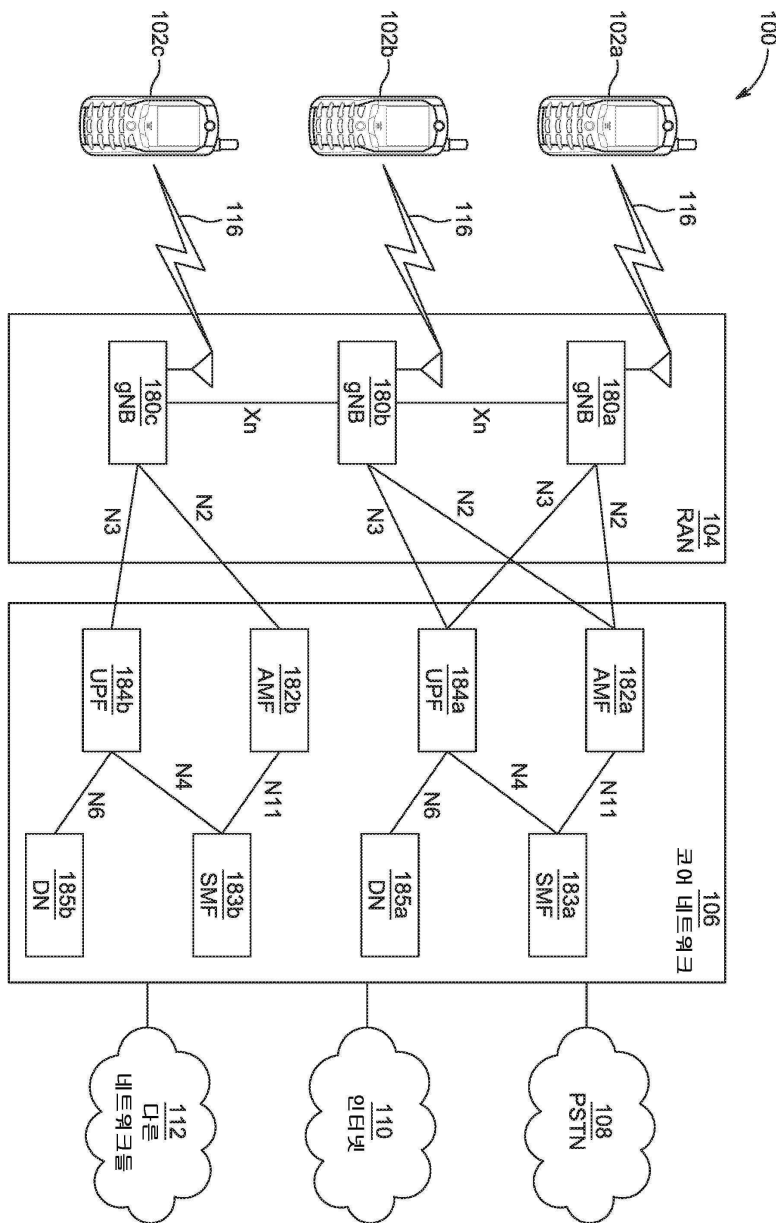 100
102a
102b
102c
116
116
116
104
RAN
180a
gNB
180b
gNB
180c
gNB
Xn
Xn
N2
N3
N2
N3
N2
N3
106
코어 네트워크
182a
AMF
184a
UPF
182b
AMF
184b
UPF
N11
N4
N6
N11
N4
N6
183a
SMF
185a
DN
183b
SMF
185b
DN
108
PSTN
110
인터넷
112
다른
네트워크들